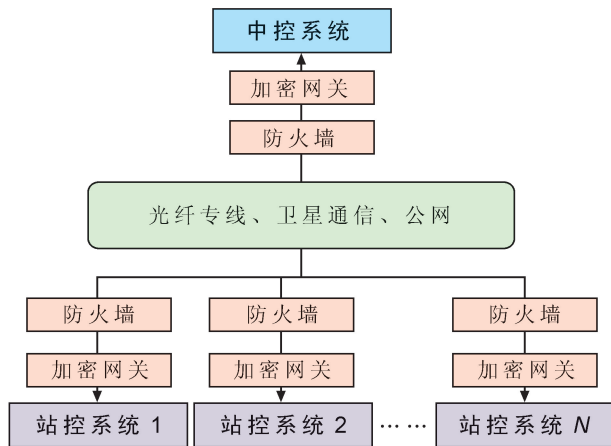 中控系统
加密网关
防火墙
光纤专线、卫星通信、公网
防火墙 防火墙 防火墙
加密网关 加密网关 加密网关
站控系统 1 站控系统 2 …… 站控系统 N